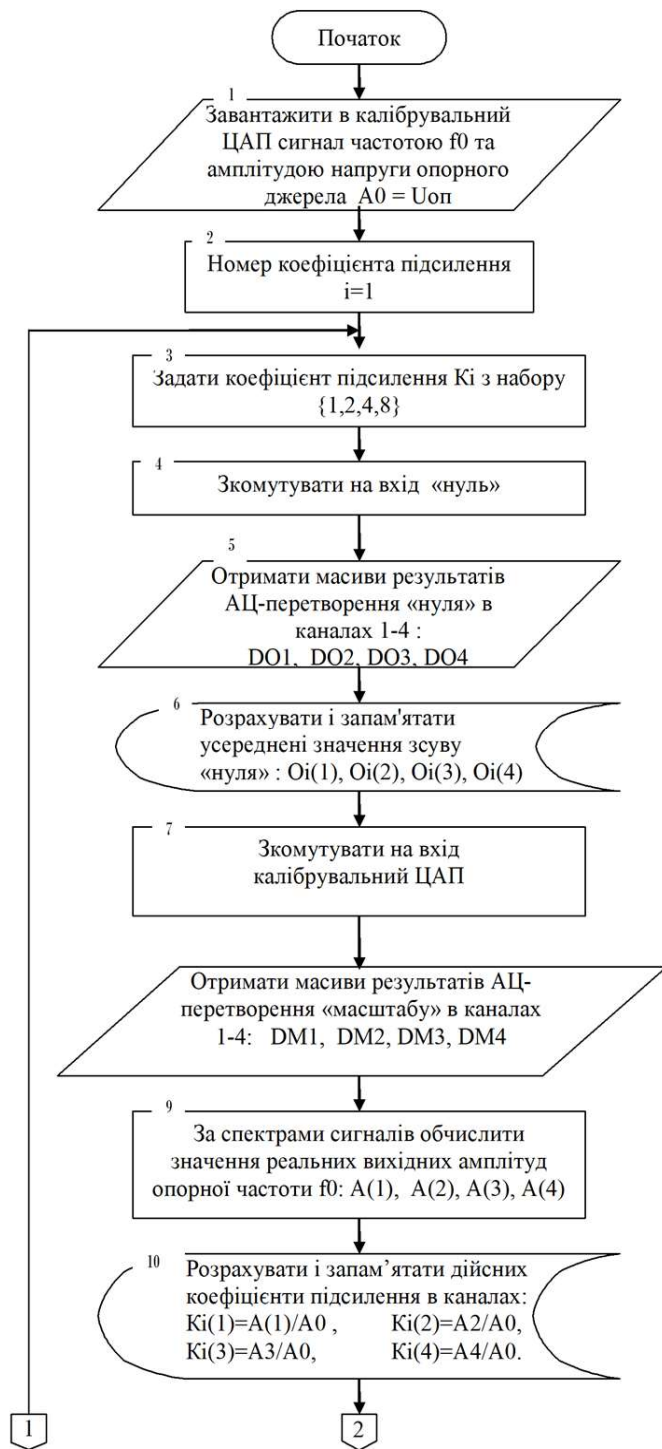 Початок
1
Завантажити в калібрувальний
ЦАП сигнал частотою f0 та
амплітудою напруги опорного
джерела A0 = Uоп
2
Номер коефіцієнта підсилення
i=1
3
Задати коефіцієнт підсилення Кі з набору
{1,2,4,8}
4
Зкомутувати на вхід «нуль»
5
Отримати масиви результатів
АЦ-перетворення «нуля» в
каналах 1-4 :
DO1, DO2, DO3, DO4
6
Розрахувати і запам'ятати
усереднені значення зсуву
«нуля» : Oi(1), Oi(2), Oi(3), Oi(4)
7
Зкомутувати на вхід
калібрувальний ЦАП
Отримати масиви результатів АЦ-
перетворення «масштабу» в каналах
1-4: DM1, DM2, DM3, DM4
9
За спектрами сигналів обчислити
значення реальних вихідних амплітуд
опорної частоти f0: A(1), A(2), A(3), A(4)
10
Розрахувати і запам’ятати дійсних
коефіцієнти підсилення в каналах:
Ki(1)=A(1)/A0 , Ki(2)=A2/A0,
Ki(3)=A3/A0, Ki(4)=A4/A0.
1
2